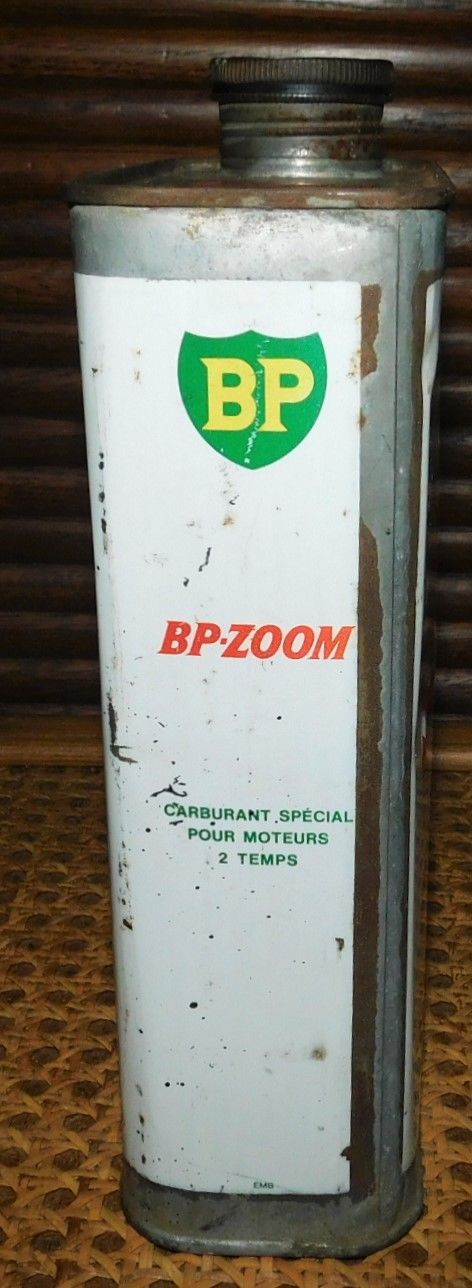 BP
BP-ZOOM
CARBURANT SPÉCIAL
POUR MOTEURS
2 TEMPS
EMB